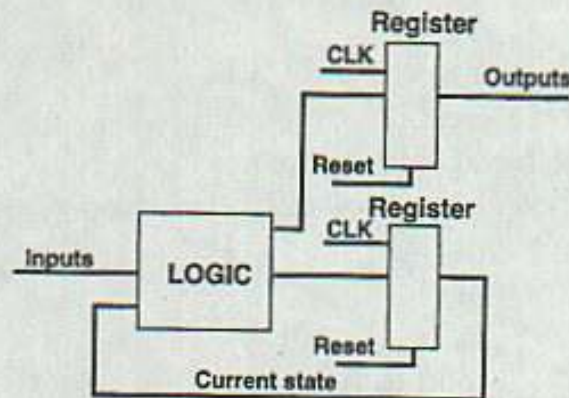 Register
CLK
Outputs
Reset
Register
CLK
Inputs
LOGIC
Reset
Current state